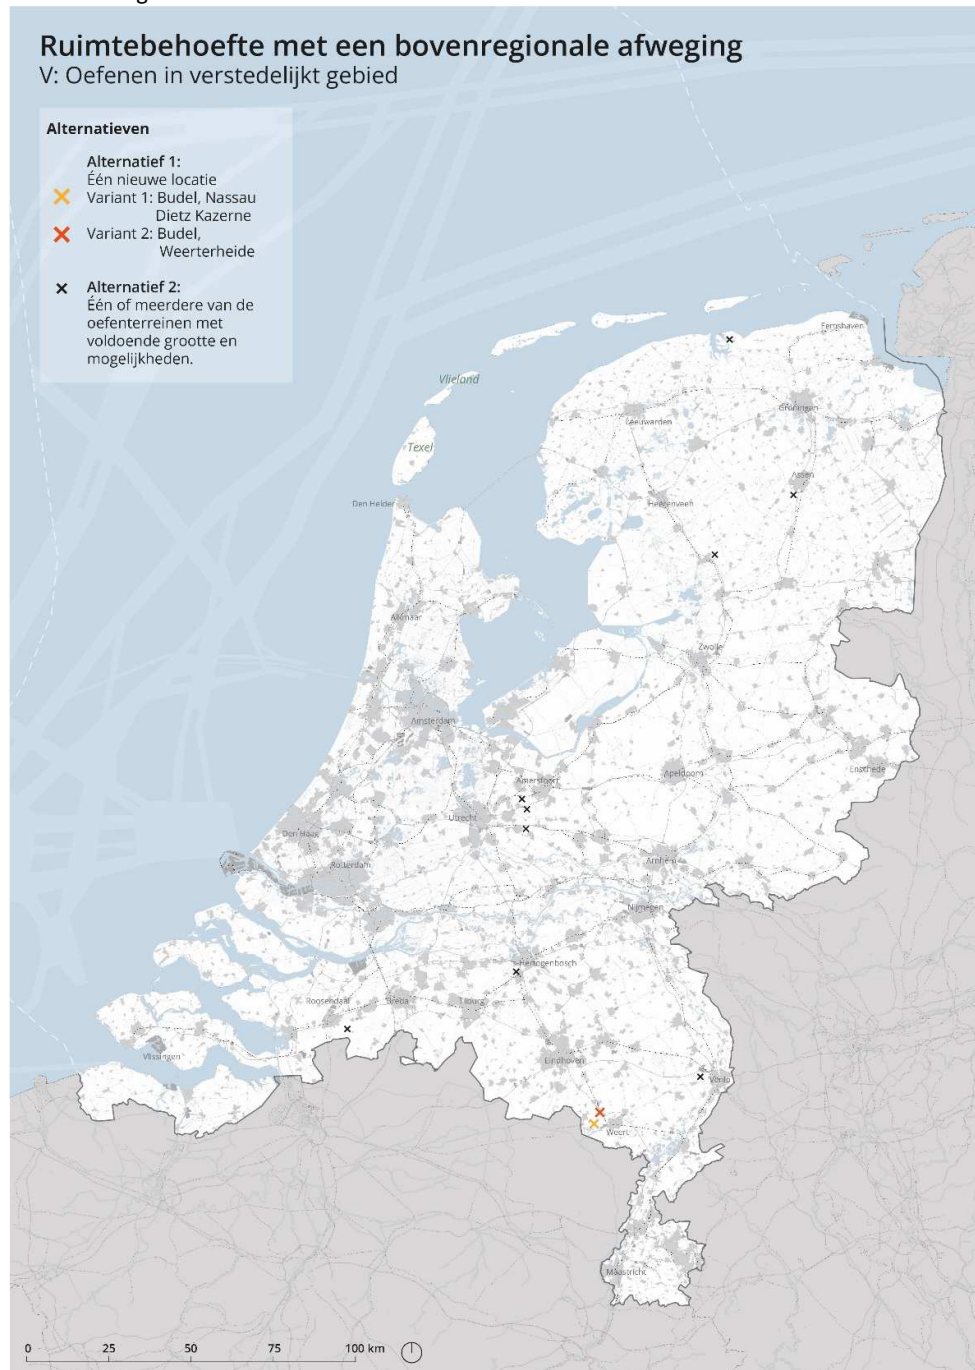 Ruimtebehoefte met een bovenregionale afweging
V: Oefenen in verstedelijkt gebied
Alternatieven
Alternatief 1:
Één nieuwe locatie
Variant 1: Budel, Nassau
Dietz Kazerne
Variant 2: Budel,
Weerterheide
Alternatief 2:
Één of meerdere van de
oefenterreinen met
voldoende grootte en
mogelijkheden.
Eemshaven
Vlieland
Groningen
Leeuwarden
Texel
Assen
Den Helder
Heerenveen
Alkmaar
Zwolle
Amsterdam
Enschede
Apeldoorn
Amersfoort
Utrecht
Den Haag
Rotterdam
Arnhem
Nijmegen
's-Hertogenbosch
Roosendaal
Breda
Tilburg
Vlissingen
Eindhoven
Venlo
Weert
Maastricht
0 25 50 75 100 km